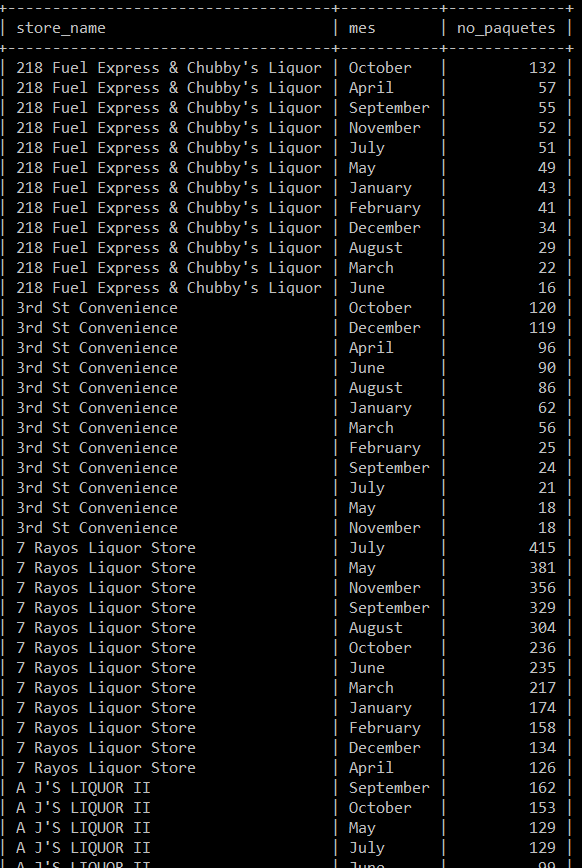 store_name mes no_paquetes
218 Fuel Express & Chubby's Liquor October 132
218 Fuel Express & Chubby's Liquor April 57
218 Fuel Express & Chubby's Liquor September 55
218 Fuel Express & Chubby's Liquor November 52
218 Fuel Express & Chubby's Liquor July 51
218 Fuel Express & Chubby's Liquor May 49
218 Fuel Express & Chubby's Liquor January 43
218 Fuel Express & Chubby's Liquor February 41
218 Fuel Express & Chubby's Liquor December 34
218 Fuel Express & Chubby's Liquor August 29
218 Fuel Express & Chubby's Liquor March 22
218 Fuel Express & Chubby's Liquor June 16
3rd St Convenience October 120
3rd St Convenience December 119
3rd St Convenience April 96
3rd St Convenience June 90
3rd St Convenience August 86
3rd St Convenience January 62
3rd St Convenience March 56
3rd St Convenience February 25
3rd St Convenience September 24
3rd St Convenience July 21
3rd St Convenience May 18
3rd St Convenience November 18
7 Rayos Liquor Store July 415
7 Rayos Liquor Store May 381
7 Rayos Liquor Store November 356
7 Rayos Liquor Store September 329
7 Rayos Liquor Store August 304
7 Rayos Liquor Store October 236
7 Rayos Liquor Store June 235
7 Rayos Liquor Store March 217
7 Rayos Liquor Store January 174
7 Rayos Liquor Store February 158
7 Rayos Liquor Store December 134
7 Rayos Liquor Store April 126
A J'S LIQUOR II September 162
A J'S LIQUOR II October 153
A J'S LIQUOR II May 129
A J'S LIQUOR II July 129
A J'S LIQUOR II June